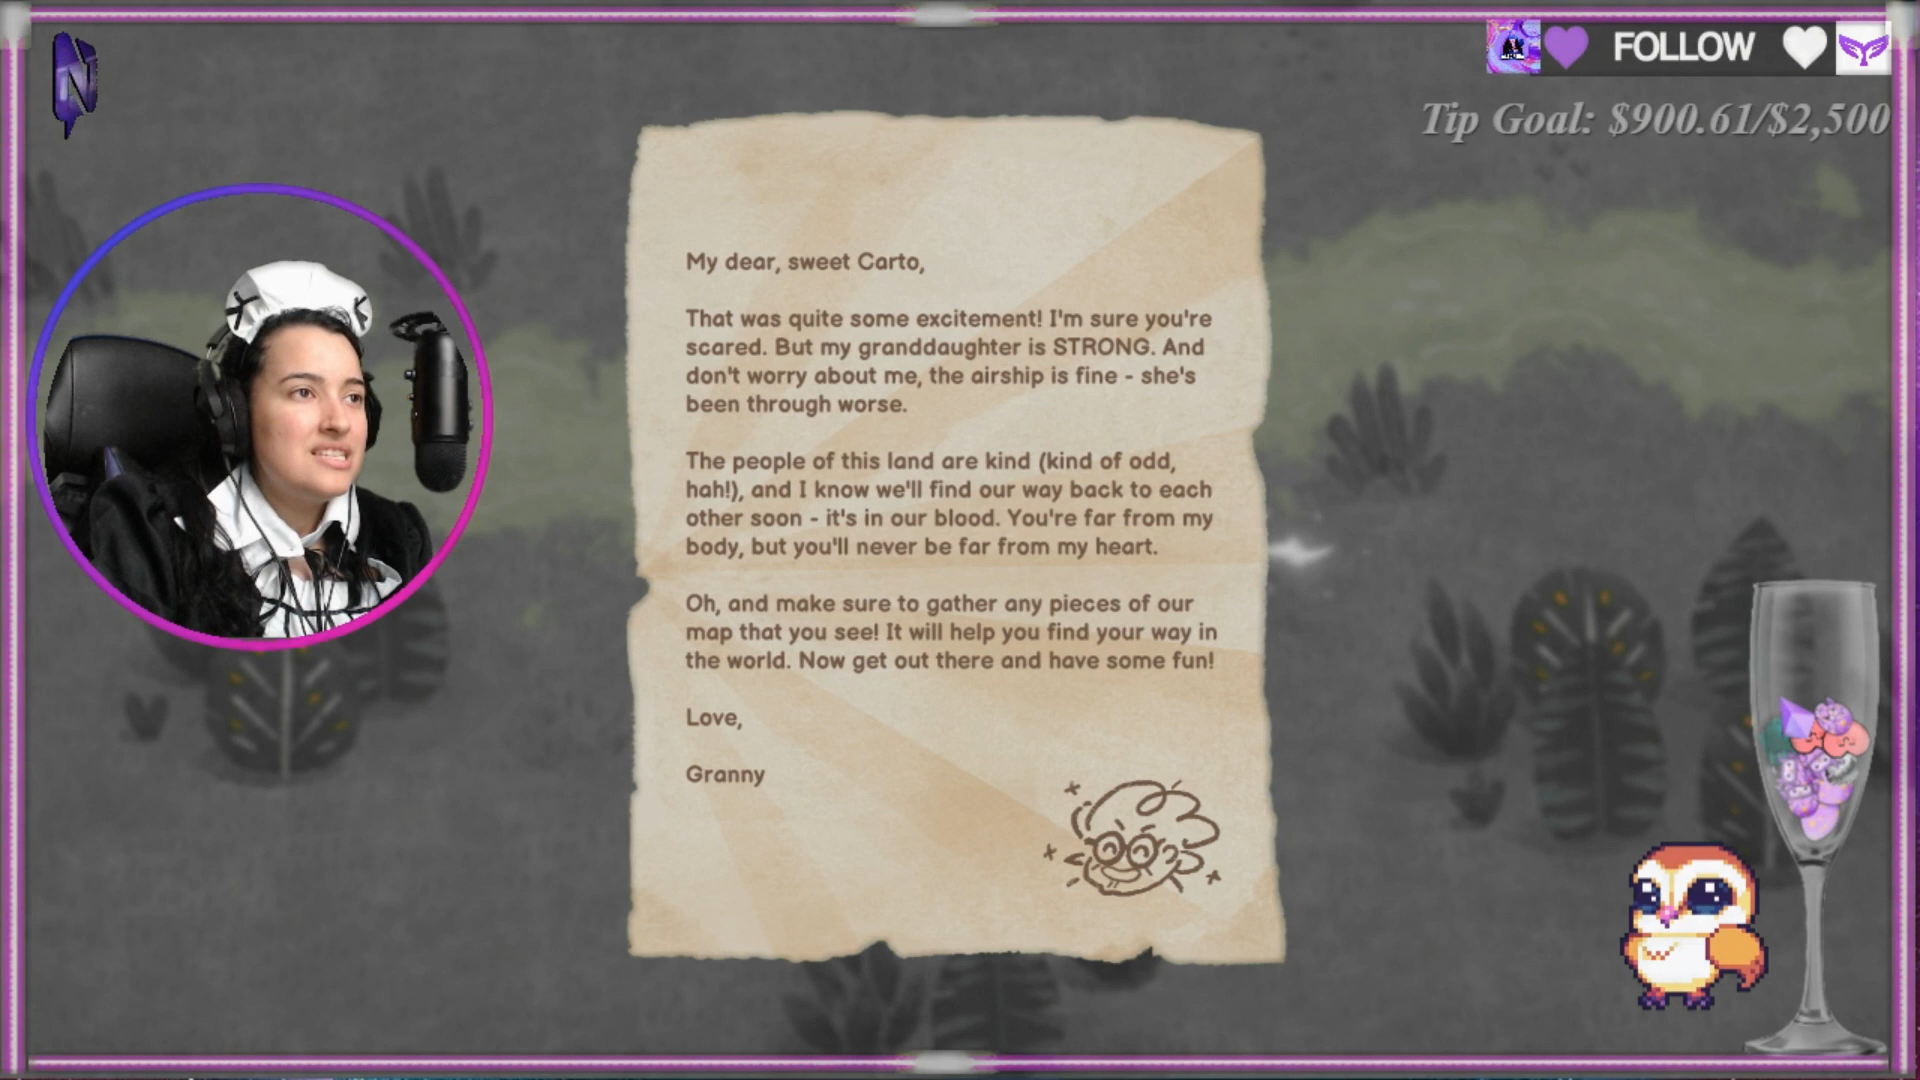 N
FOLLOW
Tip Goal: $900.61/$2,500
My dear, sweet Carto,
That was quite some excitement! I'm sure you're
scared. But my granddaughter is STRONG. And
don't worry about me, the airship is fine - she's
been through worse.
The people of this land are kind (kind of odd,
hah!), and I know we'll find our way back to each
other soon - it's in our blood. You're far from my
body, but you'll never be far from my heart.
Oh, and make sure to gather any pieces of our
map that you see! It will help you find your way in
the world. Now get out there and have some fun!
Love,
Granny